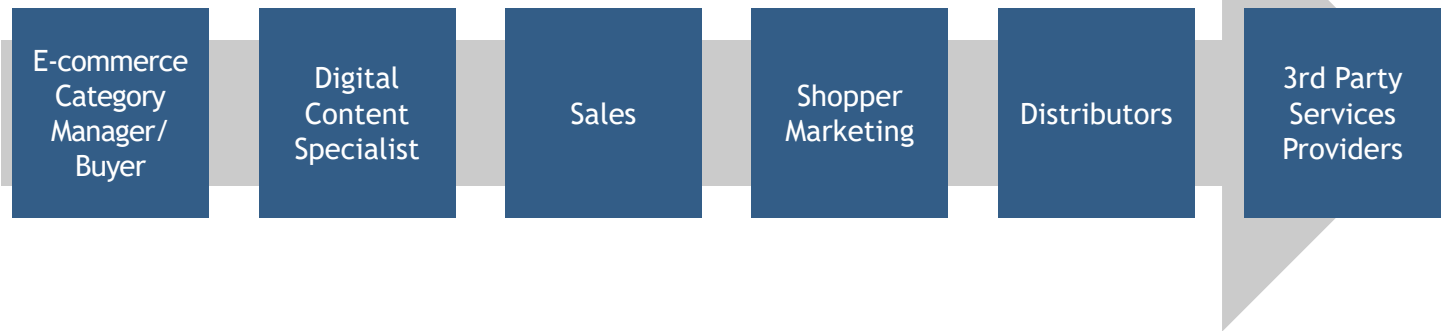 E-commerce
Category
Manager/
Buyer
Digital
Content
Specialist
Sales
Shopper
Marketing
Distributors
3rd Party
Services
Providers